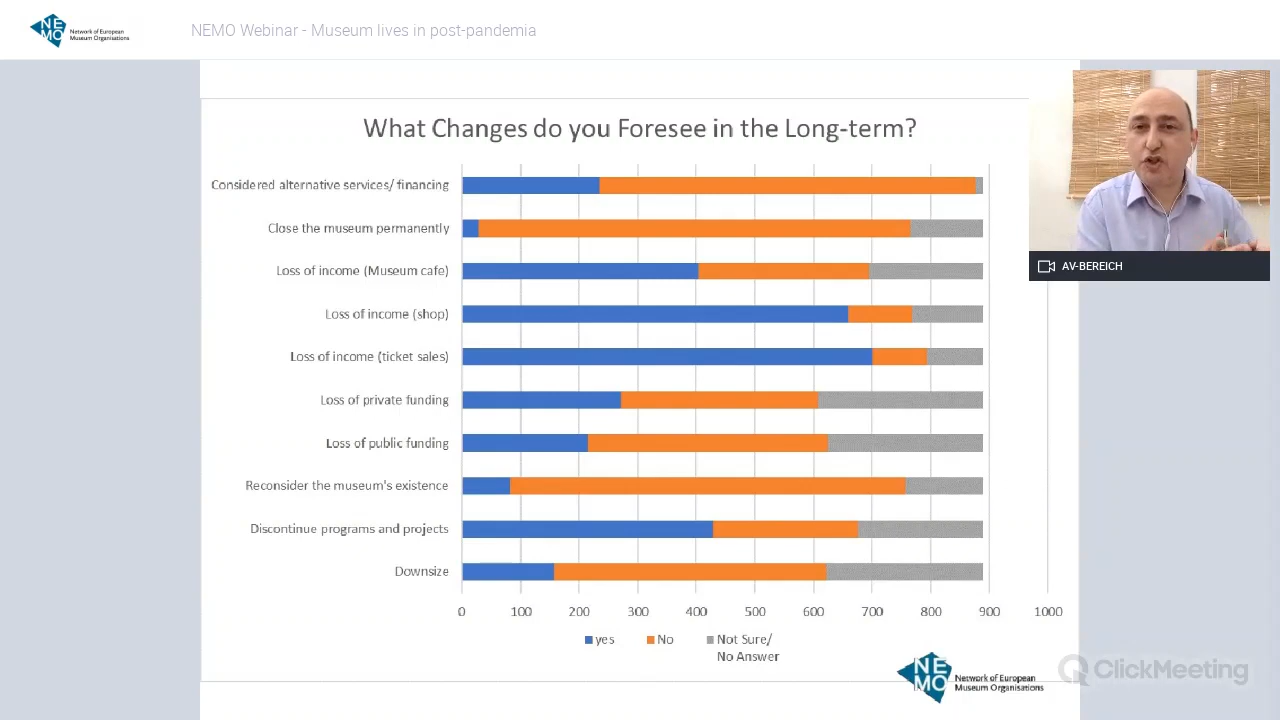 NE
MO
Network of European
Museum Organisations
NEMO Webinar - Museum lives in post-pandemia
What Changes do you Foresee in the Long-term?
Considered alternative services/ financing
Close the museum permanently
Loss of income (Museum cafe)
Loss of income (shop)
Loss of income (ticket sales)
Loss of private funding
Loss of public funding
Reconsider the museum's existence
Discontinue programs and projects
Downsize
0 100 200 300 400 500 600 700 800 900 1000
yes No Not Sure/
No Answer
AV-BEREICH
NE
MO
Network of European
Museum Organisations
ClickMeeting